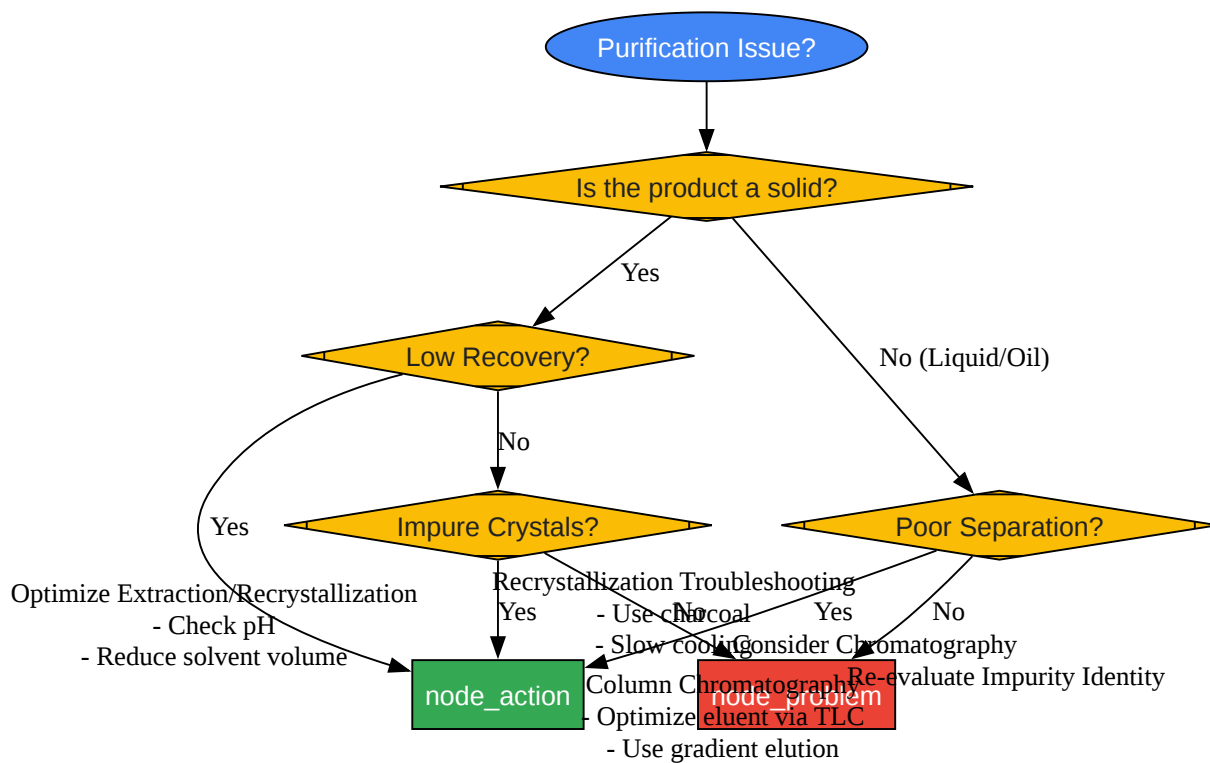 Purification Issue?
Is the product a solid?
Yes
Low Recovery?
No (Liquid/Oil)
No
Yes
Impure Crystals?
Poor Separation?
Optimize Extraction/Recrystallization
- Check pH
- Reduce solvent volume
Yes
Recrystallization Troubleshooting
- Use charcoal
- Slow cooling
No
Consider Chromatography
Yes
Column Chromatography
- Optimize eluent via TLC
- Use gradient elution
No
Re-evaluate Impurity Identity
node_action
node_problem